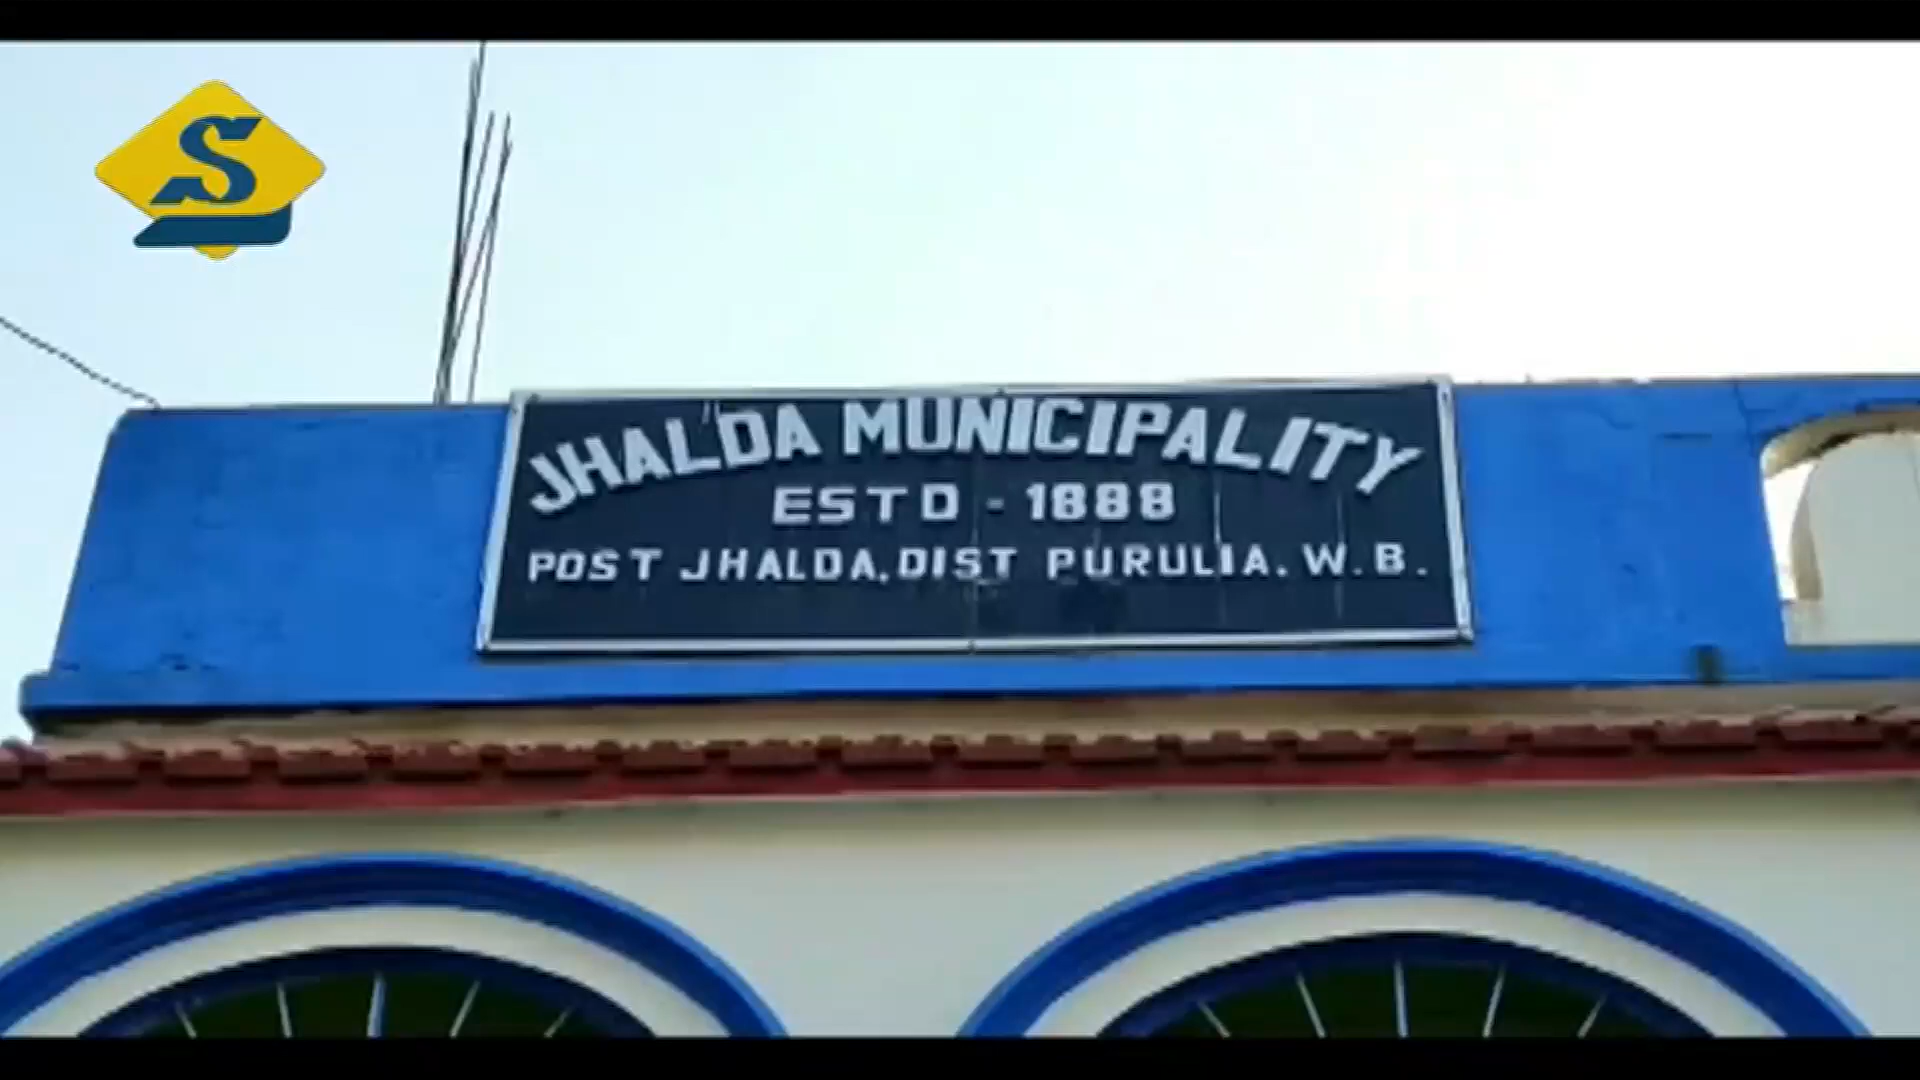 S
JHALDA MUNICIPALITY
ESTD - 1888
POST JHALDA, DIST PURULIA. W.B.